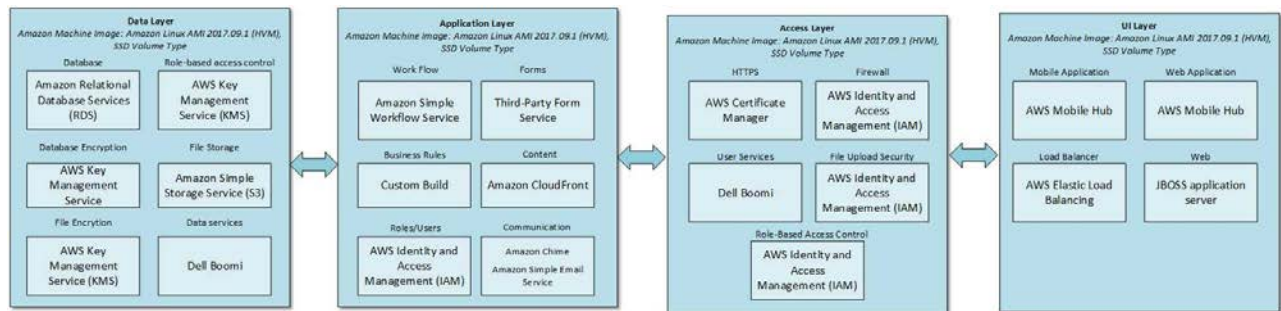 Data Layer
Amazon Machine Image: Amazon Linux AMI 2017.09.1 (HVM),
SSD Volume Type
Database
Amazon Relational
Database Services
(RDS)
Role-based access control
AWS Key
Management
Service (KMS)
Database Encryption
AWS Key
Management
Service
File Storage
Amazon Simple
Storage Service (S3)
File Encrytion
AWS Key
Management
Service (KMS)
Data services
Dell Boomi
Application Layer
Amazon Machine Image: Amazon Linux AMI 2017.09.1 (HVM),
SSD Volume Type
Work Flow
Amazon Simple
Workflow Service
Forms
Third-Party Form
Service
Business Rules
Custom Build
Content
Amazon CloudFront
Roles/Users
AWS Identity and
Access
Management (IAM)
Communication
Amazon Chime
Amazon Simple Email
Service
Access Layer
Amazon Machine Image: Amazon Linux AMI 2017.09.1 (HVM),
SSD Volume Type
HTTPS
AWS Certificate
Manager
Firewall
AWS Identity and
Access
Management (IAM)
User Services
Dell Boomi
File Upload Security
AWS Identity and
Access
Management (IAM)
Role-Based Access Control
AWS Identity and
Access
Management (IAM)
UI Layer
Amazon Machine Image: Amazon Linux AMI 2017.09.1 (HVM),
SSD Volume Type
Mobile Application
AWS Mobile Hub
Web Application
AWS Mobile Hub
Load Balancer
AWS Elastic Load
Balancing
Web
JBOSS application
server